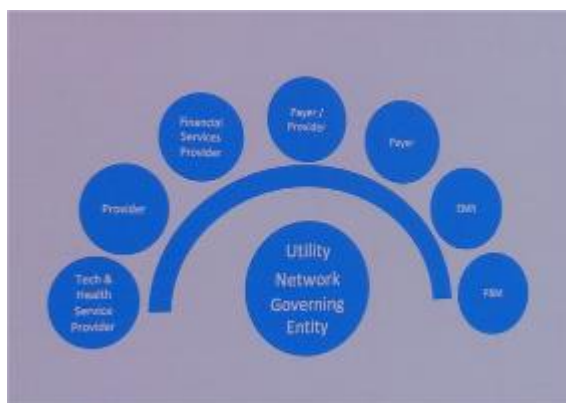 Tech &
Health
Service
Provider
Provider
Financial
Services
Provider
Payer /
Provider
Payer
EMR
PBM
Utility
Network
Governing
Entity